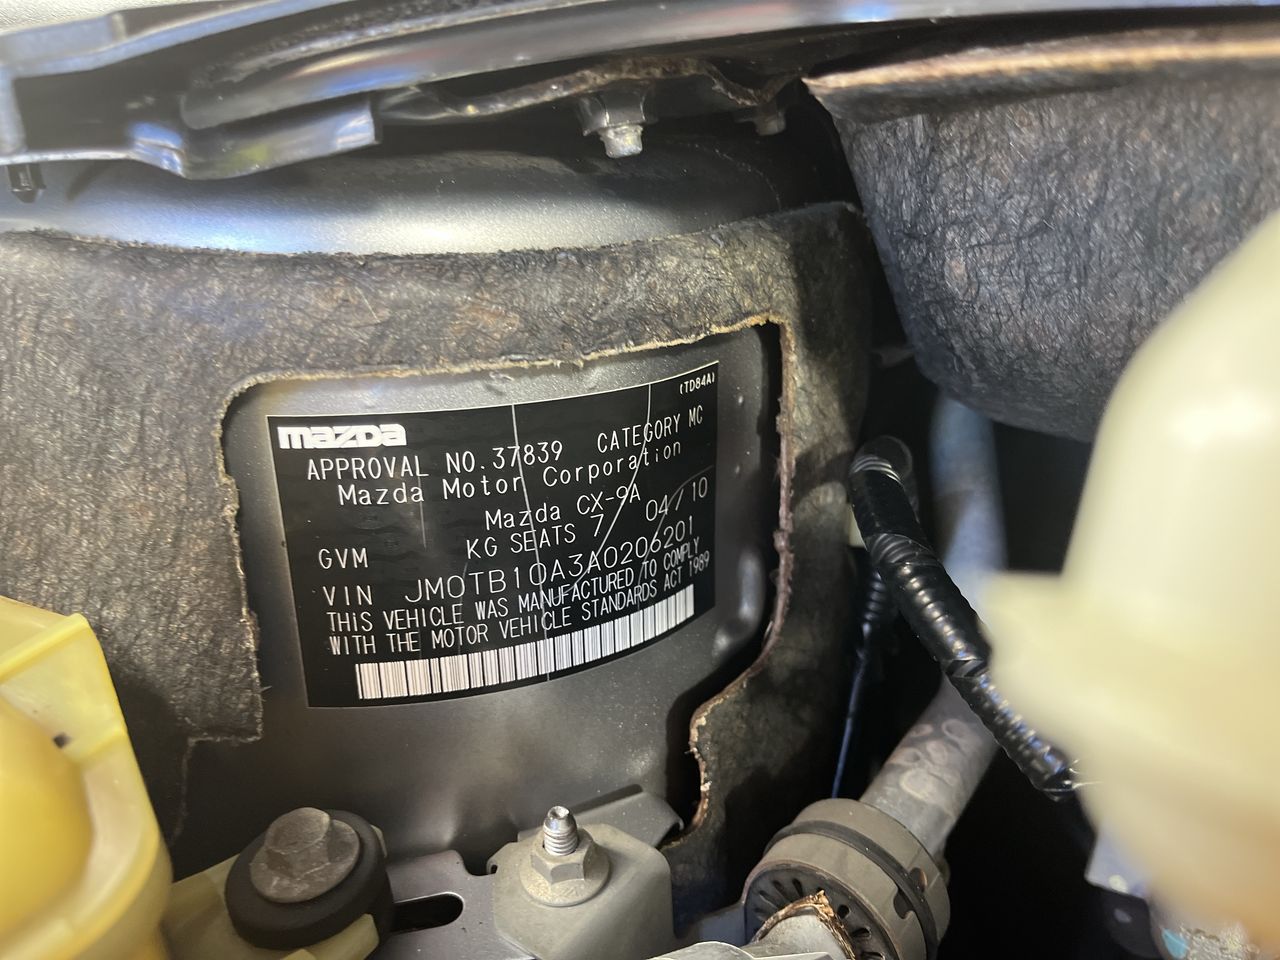 (TD84A)
mazda
APPROVAL NO. 37839 CATEGORY MC
Mazda Motor Corporation
Mazda CX-9A
GVM KG SEATS 7 04/10
VIN JM0TB10A3A0206201
THIS VEHICLE WAS MANUFACTURED TO COMPLY
WITH THE MOTOR VEHICLE STANDARDS ACT 1989